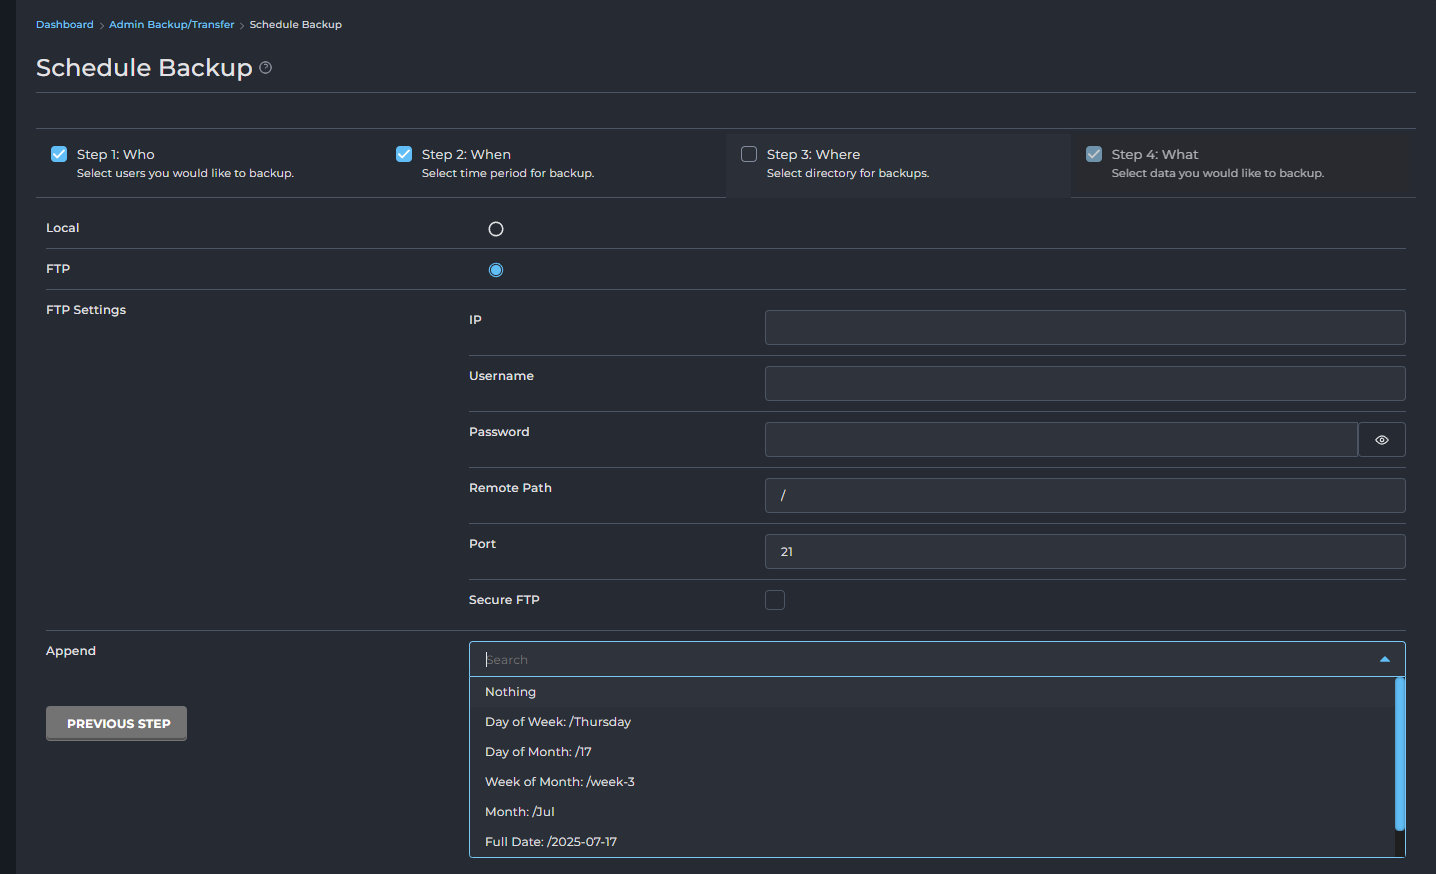 Dashboard > Admin Backup/Transfer > Schedule Backup
Schedule Backup
Step 1: Who
Select users you would like to backup.
Step 2: When
Select time period for backup.
Step 3: Where
Select directory for backups.
Step 4: What
Select data you would like to backup.
Local
FTP
FTP Settings
IP
Username
Password
Remote Path
/
Port
21
Secure FTP
Append
Search
Nothing
Day of Week: /Thursday
Day of Month: /17
Week of Month: /week-3
Month: /Jul
Full Date: /2025-07-17
PREVIOUS STEP